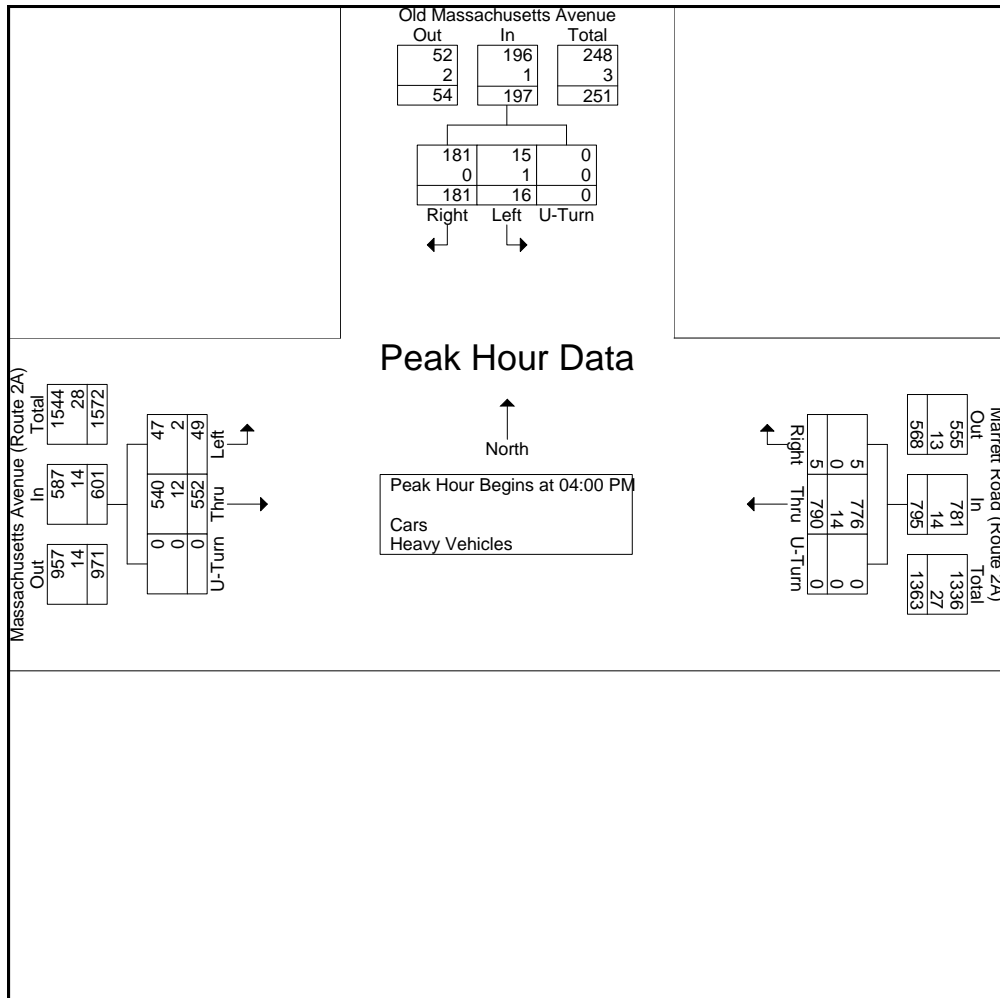 Old Massachusetts Avenue
Out In Total
52 196 248
2 1 3
54 197 251
181 15 0
0 1 0
181 16 0
Right Left U-Turn
Peak Hour Data
North
Peak Hour Begins at 04:00 PM
Cars
Heavy Vehicles
Massachusetts Avenue (Route 2A)
Out In Total
957 587 1544
14 14 28
971 601 1572
0 540 47
0 12 2
0 552 49
U-Turn Thru Left
Marrett Road (Route 2A)
Out In Total
555 781 1336
13 14 27
568 795 1363
5 776 0
0 14 0
5 790 0
Right Thru U-Turn